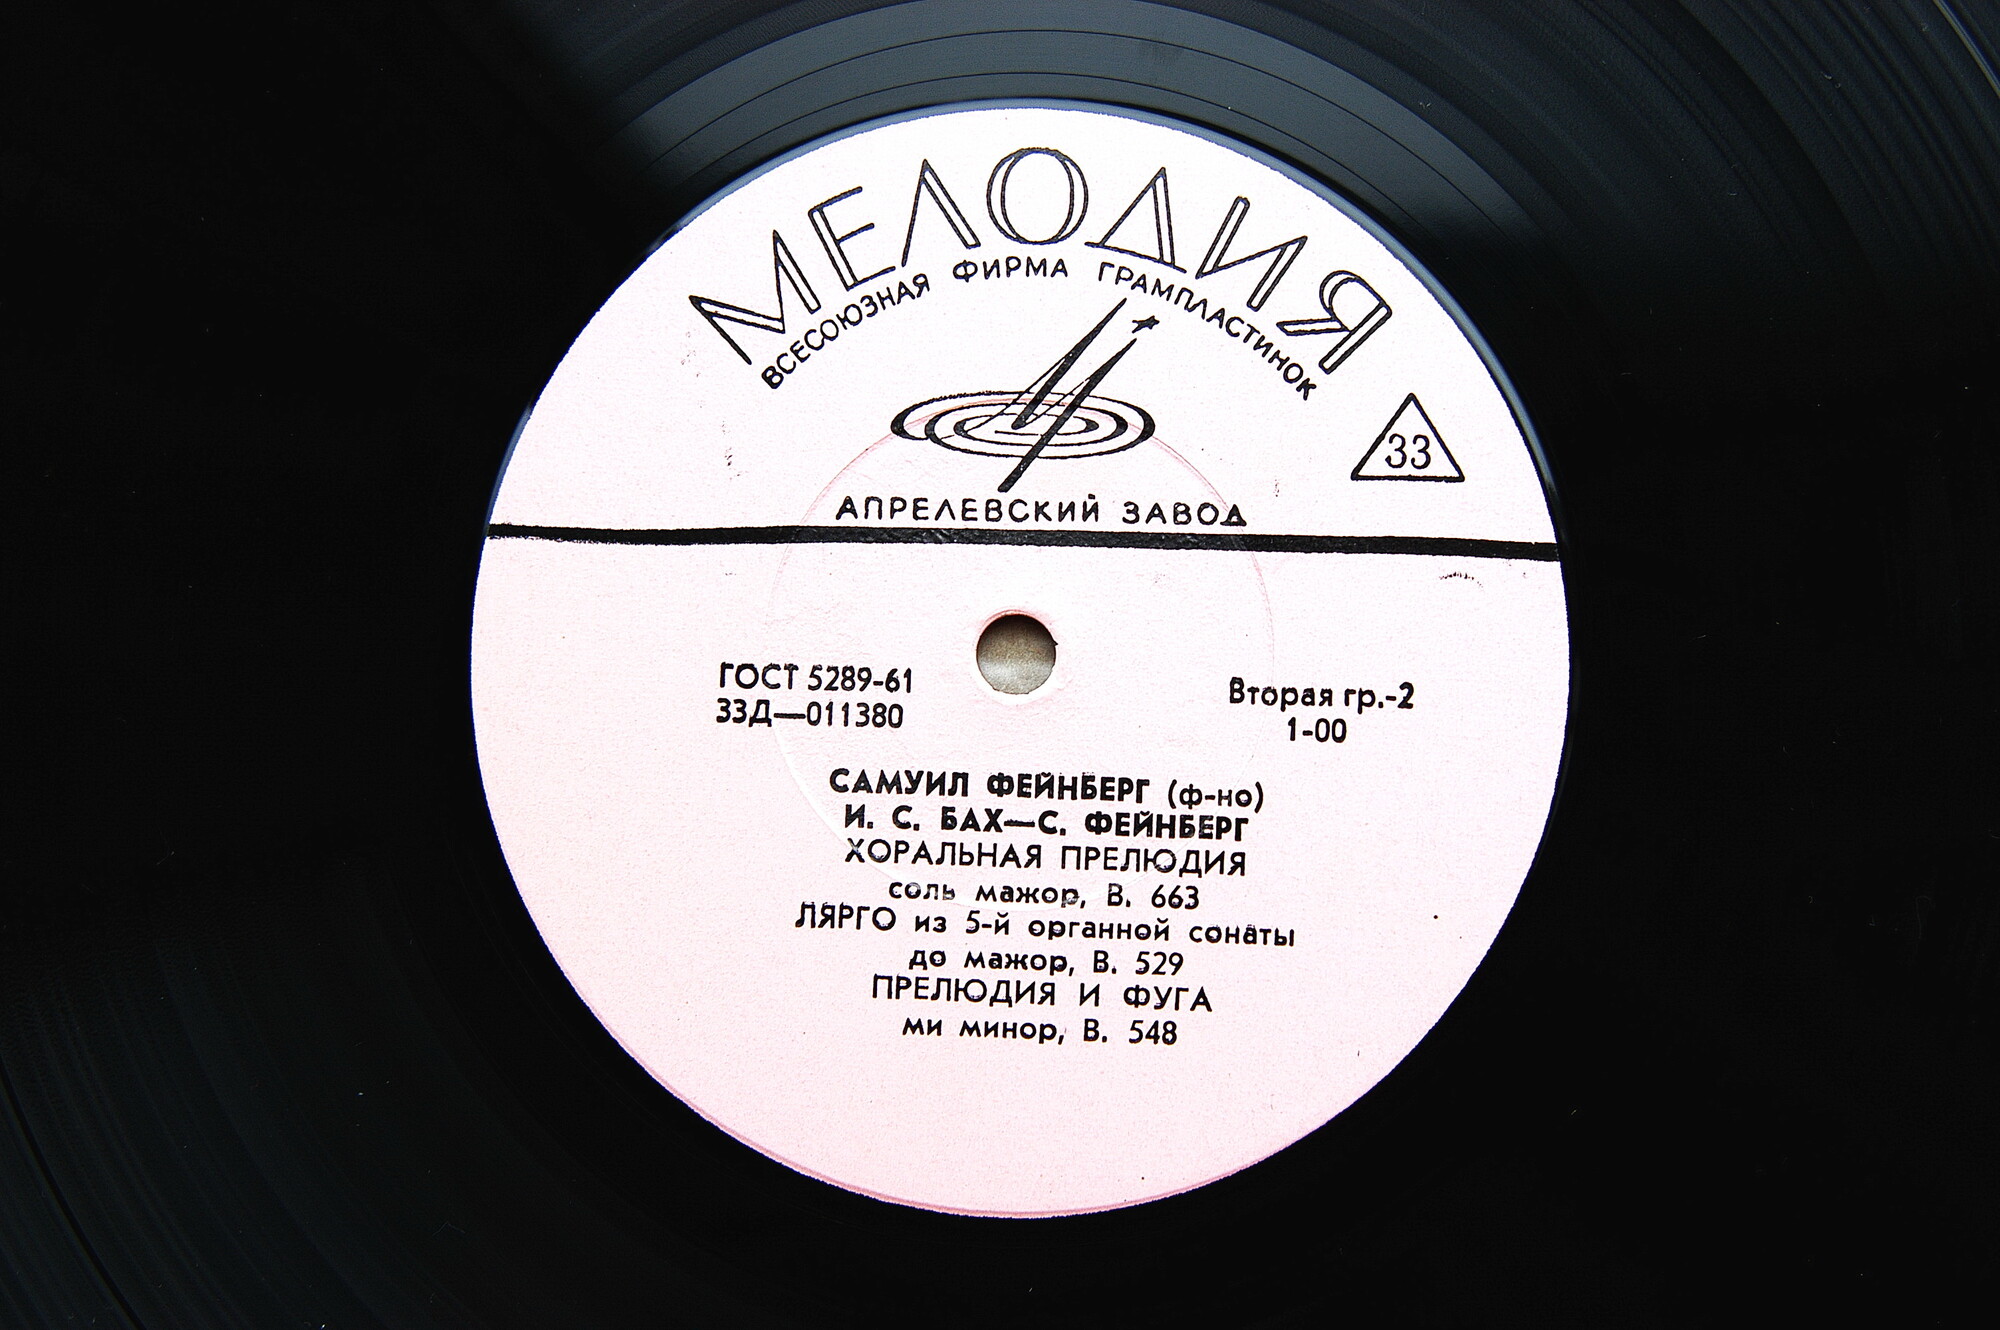 МЕЛОДИЯ
ВСЕСОЮЗНАЯ ФИРМА ГРАМПЛАСТИНОК
33
АПРЕЛЕВСКИЙ ЗАВОД
ГОСТ 5289-61
33Д—011380
Вторая гр.-2
1-00
САМУИЛ ФЕЙНБЕРГ (ф-но)
И. С. БАХ—С. ФЕЙНБЕРГ
ХОРАЛЬНАЯ ПРЕЛЮДИЯ
соль мажор, В. 663
ЛЯРГО из 5-й органной сонаты
до мажор, В. 529
ПРЕЛЮДИЯ И ФУГА
ми минор, В. 548